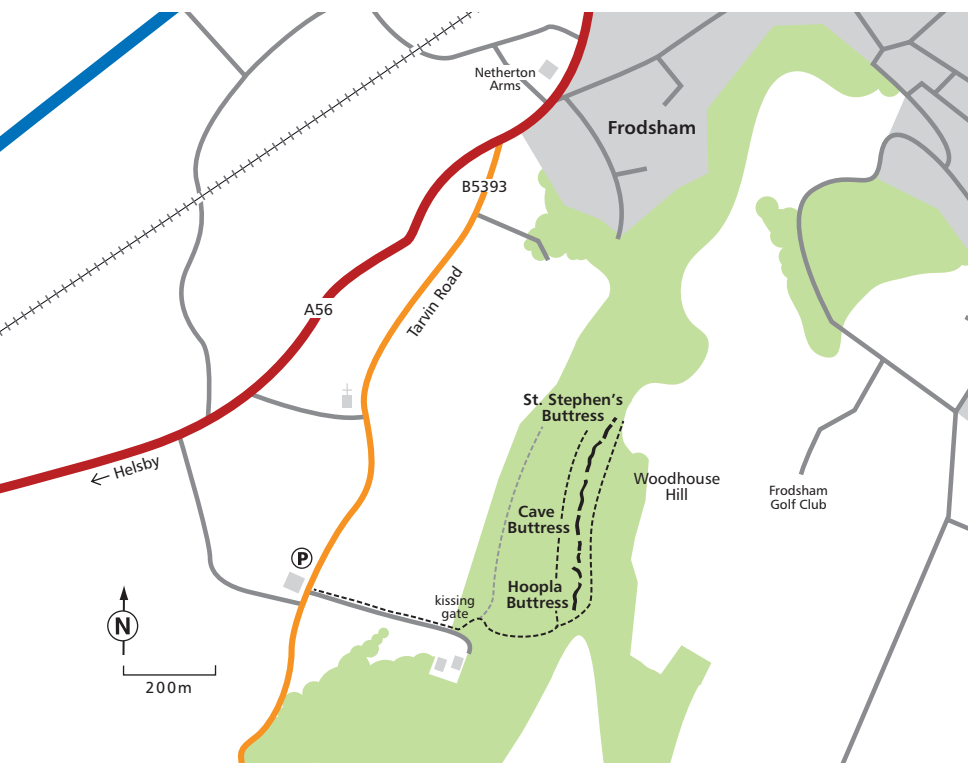 Netherton
Arms
Frodsham
B5393
Tarvin Road
A56
St. Stephen's
Buttress
← Helsby
Woodhouse
Hill
Frodsham
Golf Club
Cave
Buttress
P
Hoopla
Buttress
kissing
gate
N
200m